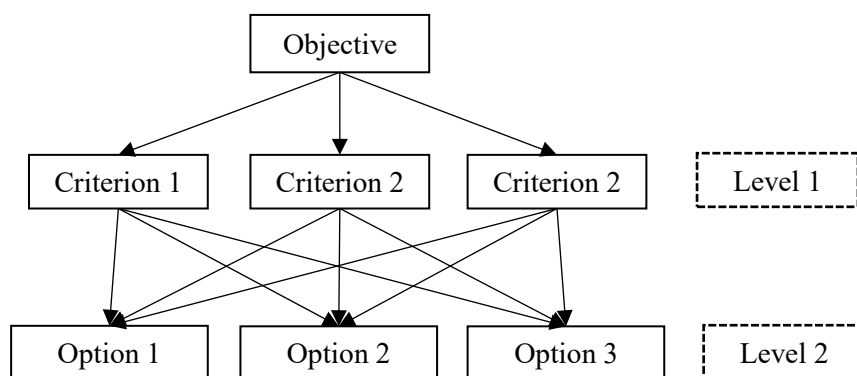 Objective
Criterion 1
Criterion 2
Criterion 2
Level 1
Option 1
Option 2
Option 3
Level 2